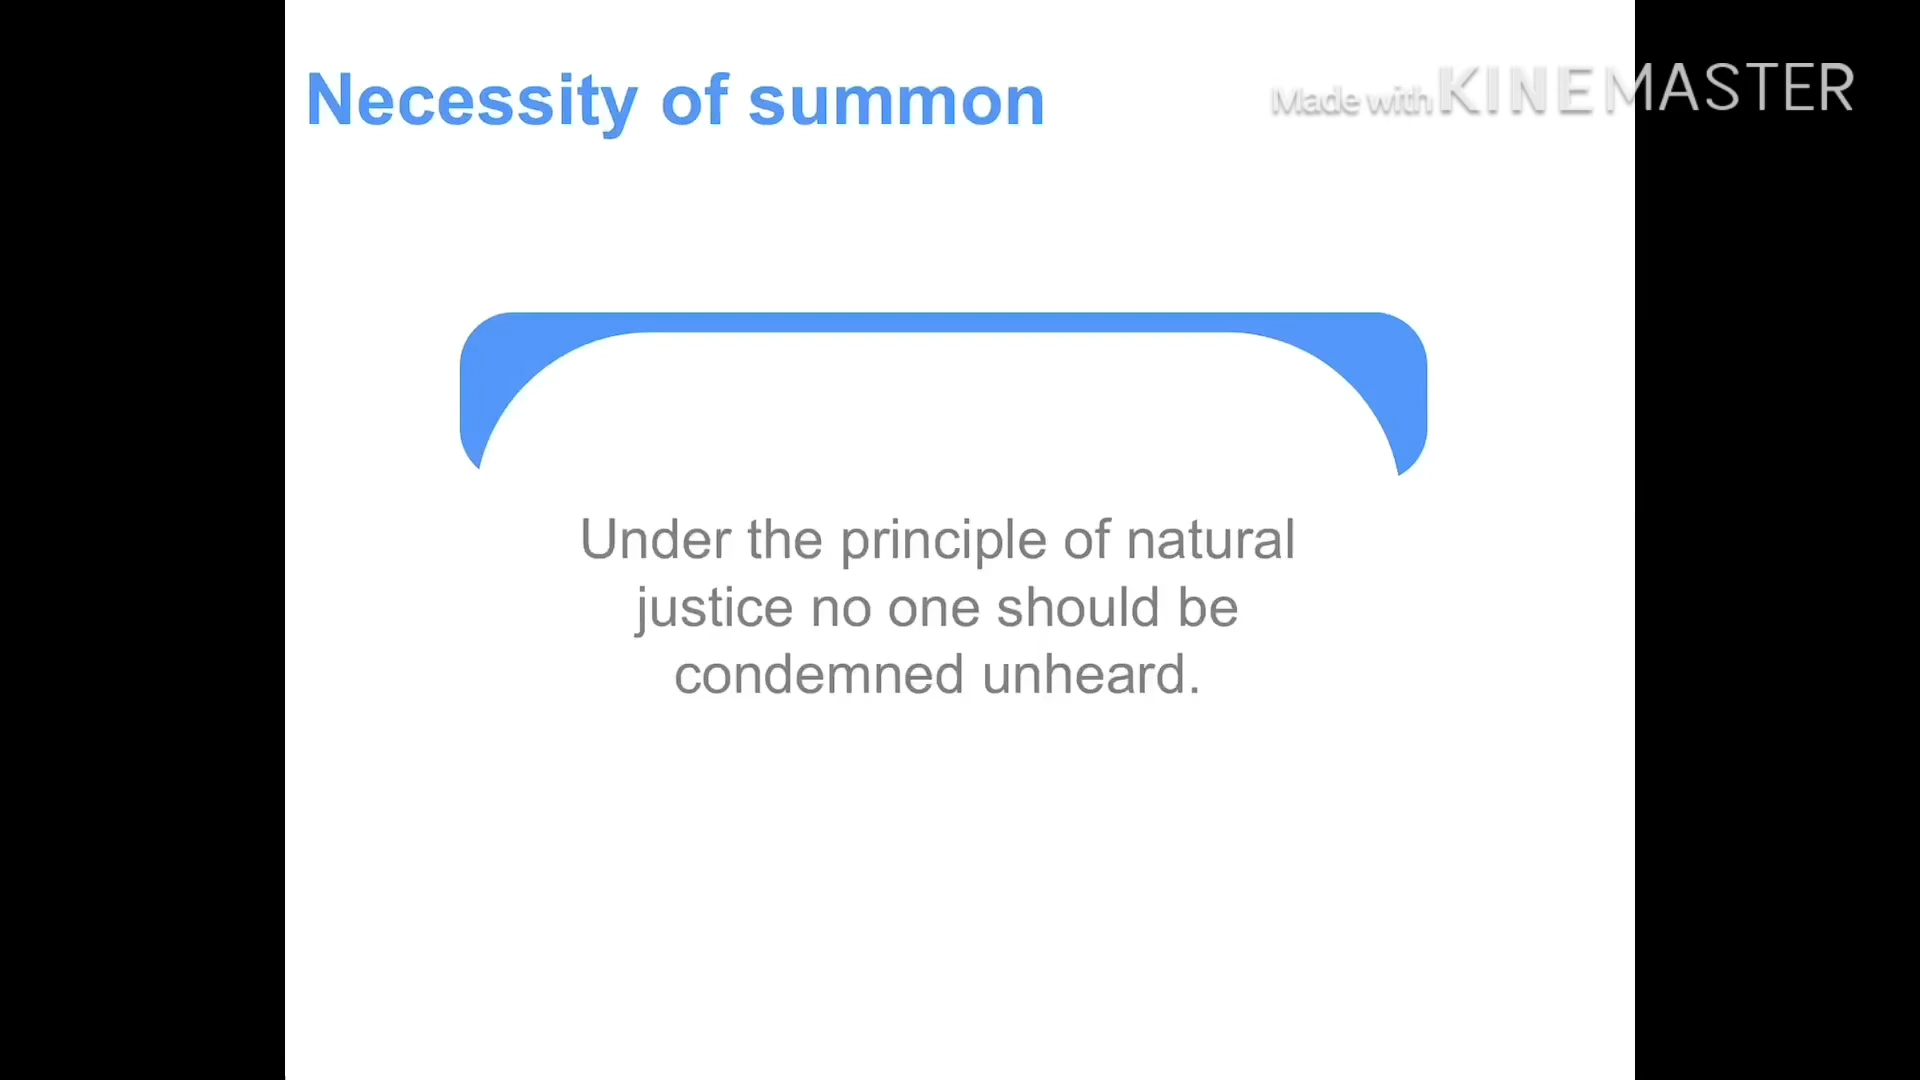 Necessity of summon
Made with KINEMASTER
Under the principle of natural
justice no one should be
condemned unheard.